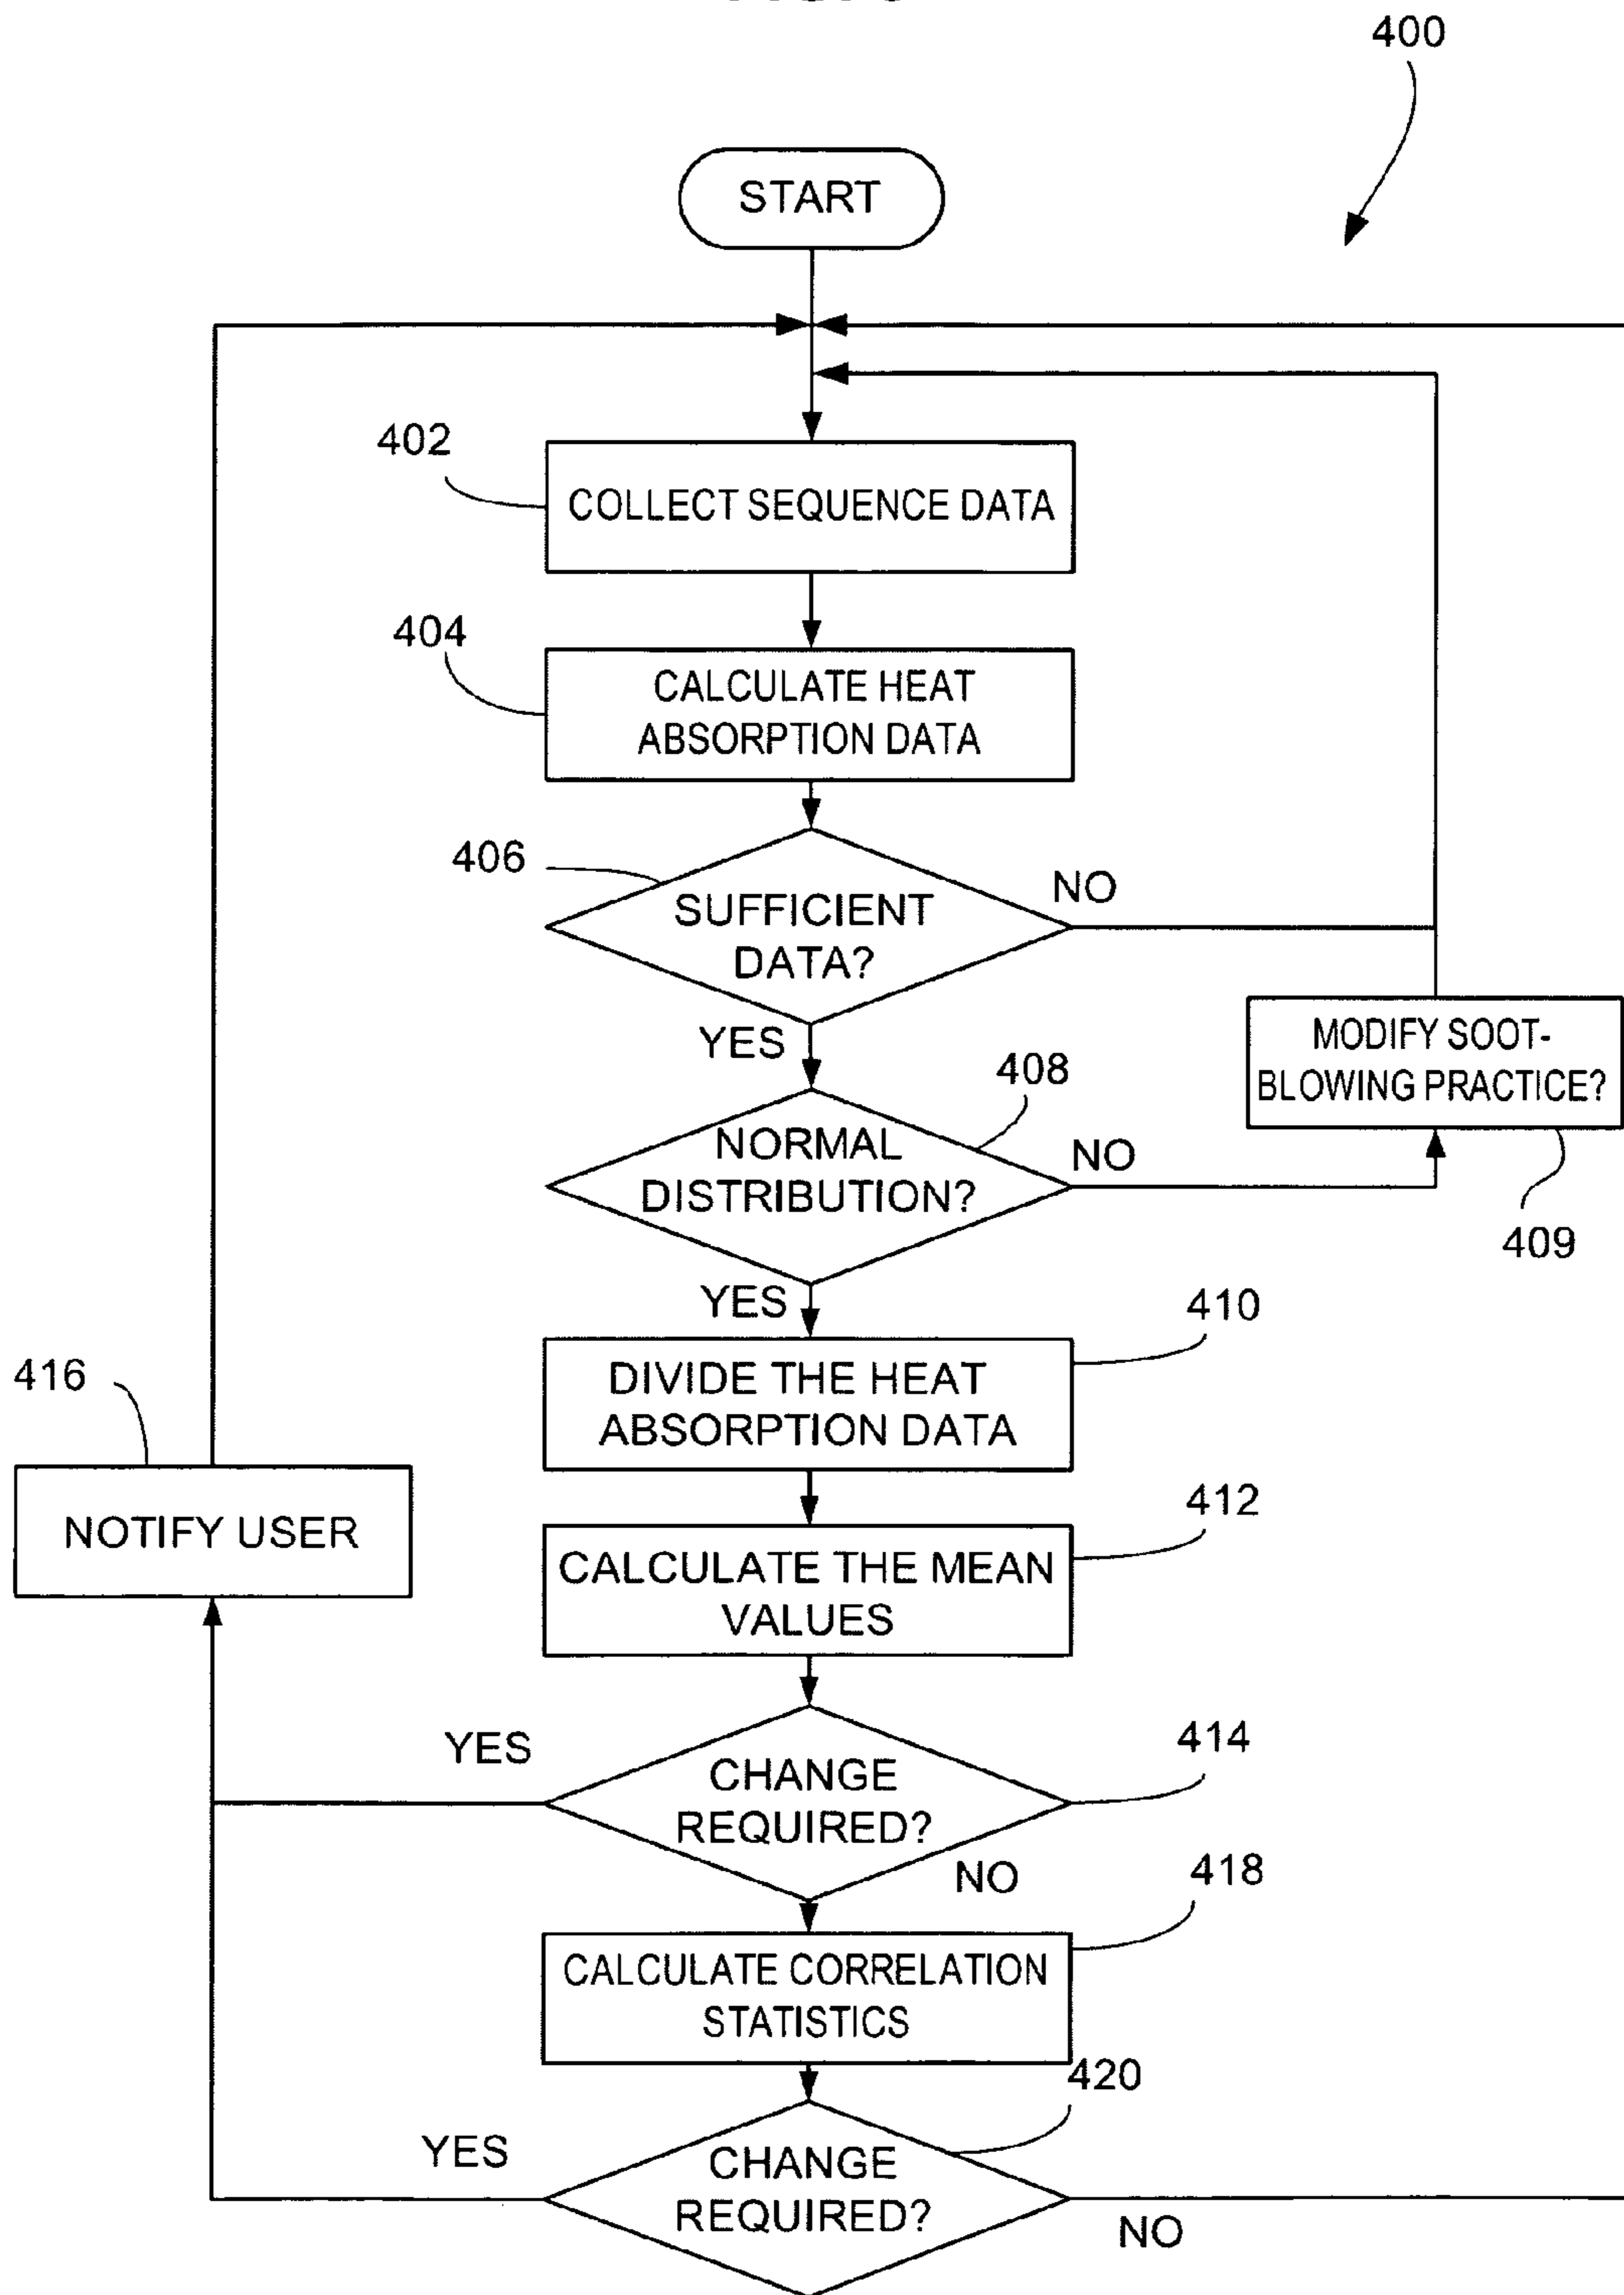 400
START
402
COLLECT SEQUENCE DATA
404
CALCULATE HEAT
ABSORPTION DATA
406
SUFFICIENT
DATA?
NO
YES
MODIFY SOOT-
BLOWING PRACTICE?
409
408
NORMAL
DISTRIBUTION?
NO
YES
410
DIVIDE THE HEAT
ABSORPTION DATA
416
NOTIFY USER
412
CALCULATE THE MEAN
VALUES
YES
414
CHANGE
REQUIRED?
NO
418
CALCULATE CORRELATION
STATISTICS
420
YES
CHANGE
REQUIRED?
NO